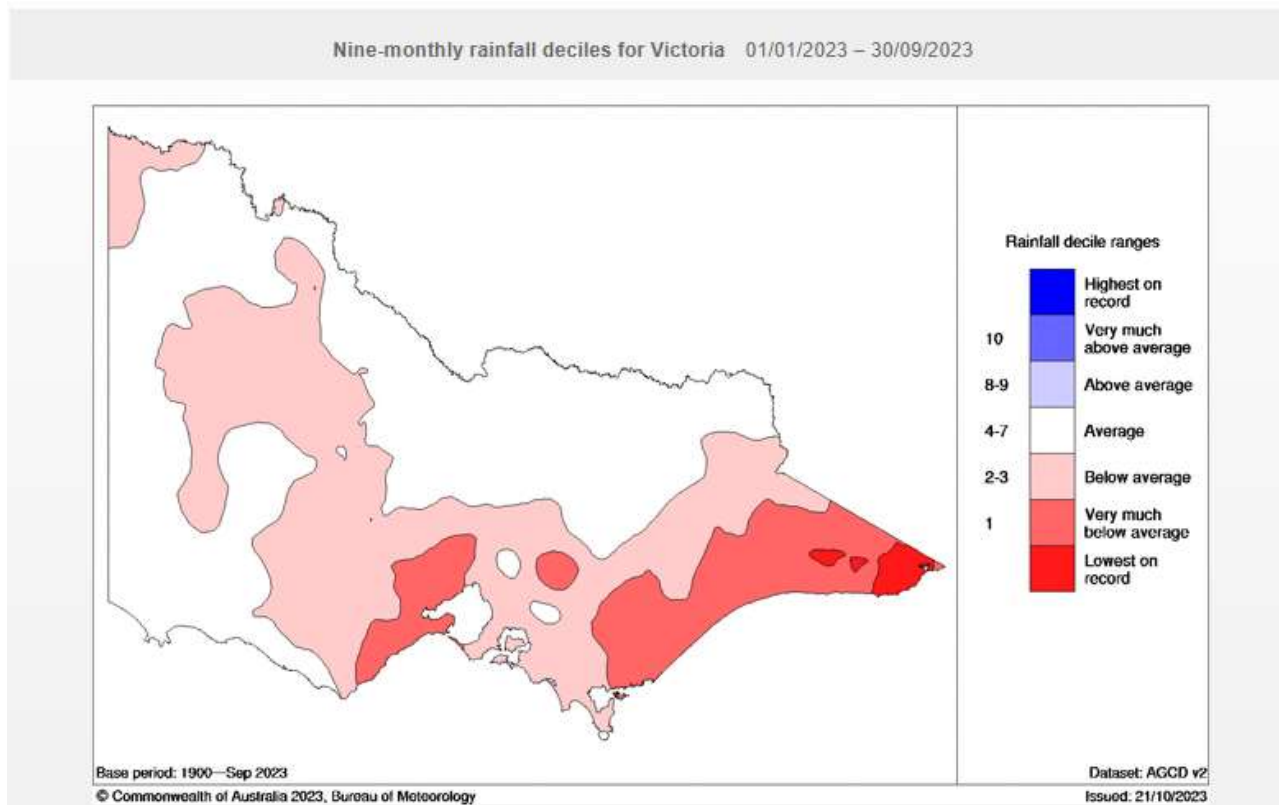 Nine-monthly rainfall deciles for Victoria 01/01/2023 – 30/09/2023
Rainfall decile ranges
Highest on
record
10 Very much
above average
8-9 Above average
4-7 Average
2-3 Below average
1 Very much
below average
Lowest on
record
Base period: 1900—Sep 2023
Dataset: AGCD v2
© Commonwealth of Australia 2023, Bureau of Meteorology
Issued: 21/10/2023